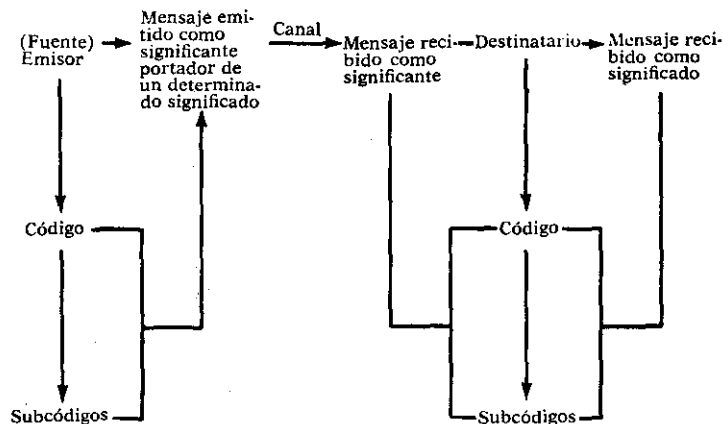 (Fuente)
Emisor
Mensaje emi-
tido como
significante
portador de
un determina-
do significado
Canal
Mensaje reci-
bido como
significante
Destinatario
Mensaje reci-
bido como
significado
Código
Código
Subcódigos
Subcódigos